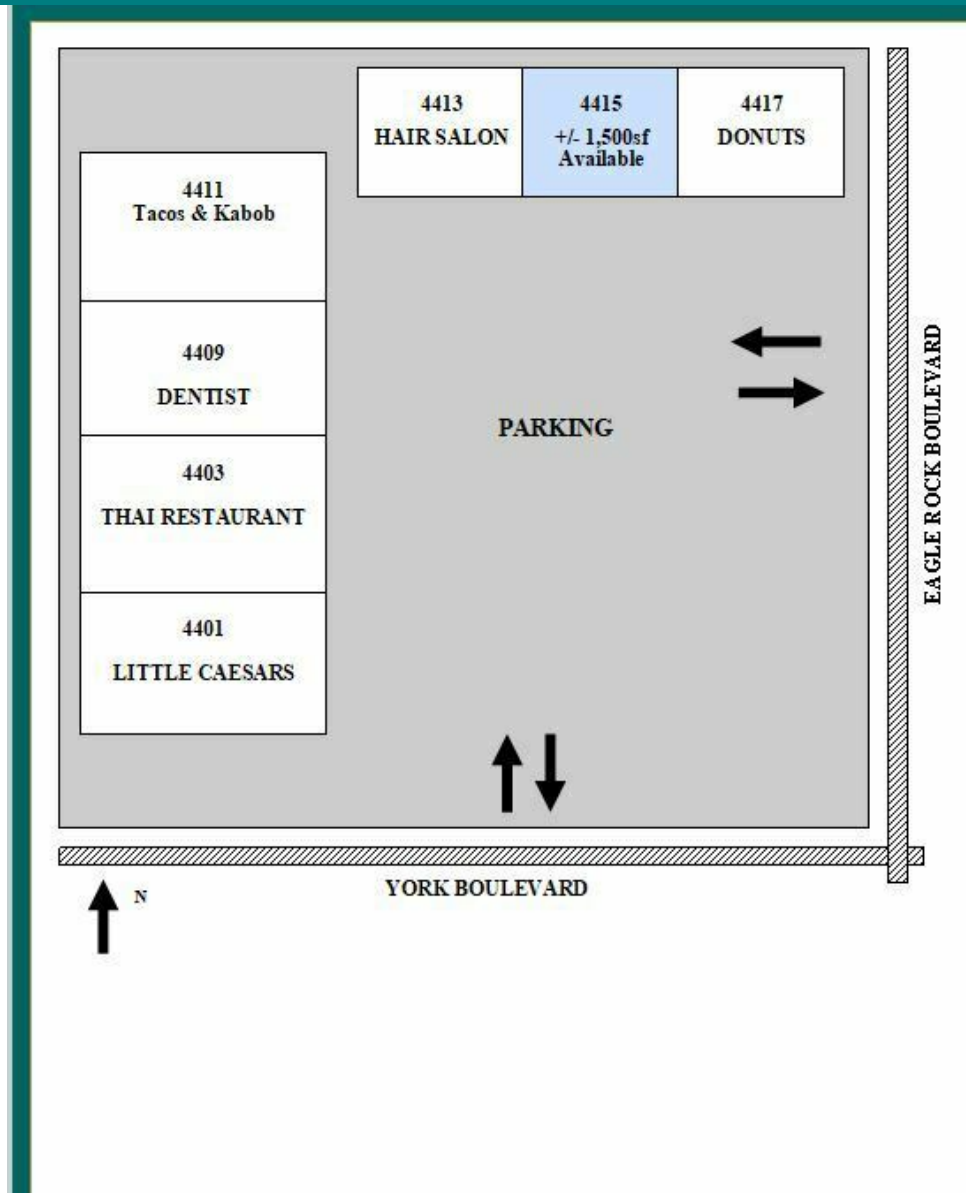 4413
HAIR SALON
4415
+/- 1,500sf
Available
4417
DONUTS
4411
Tacos & Kabob
4409
DENTIST
4403
THAI RESTAURANT
4401
LITTLE CAESARS
PARKING
EAGLE ROCK BOULEVARD
YORK BOULEVARD
N